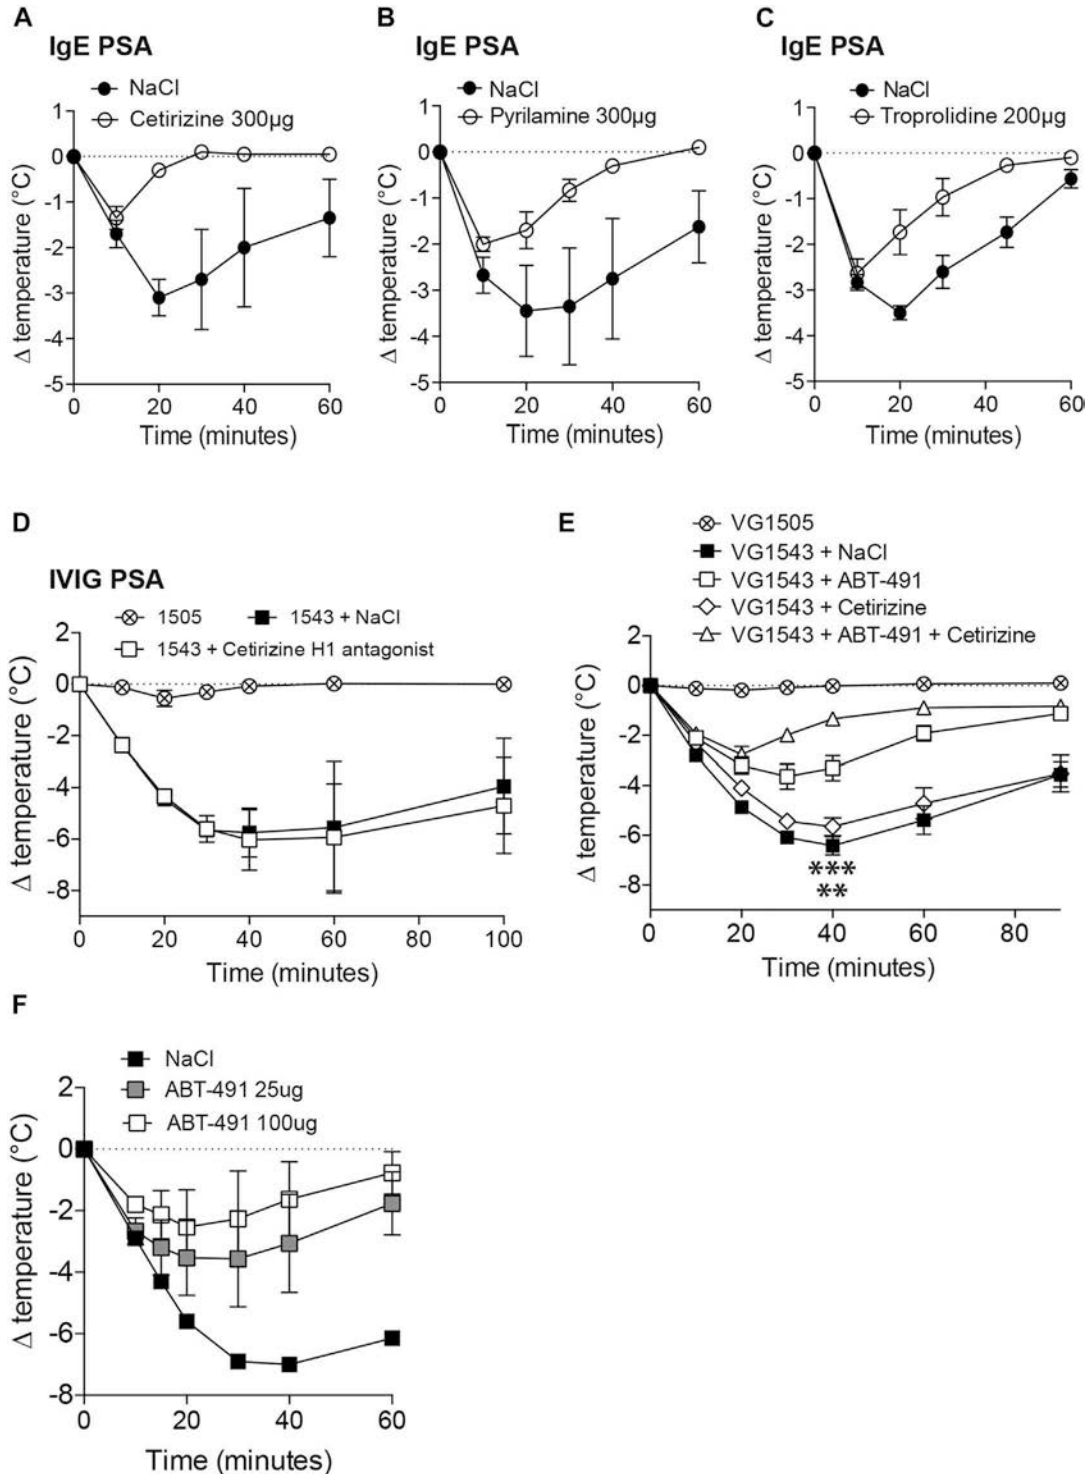 A
IgE PSA
NaCl
Cetirizine 300µg
1
0
-1
-2
-3
-4
-5
Δ temperature (°C)
0 20 40 60
Time (minutes)
B
IgE PSA
NaCl
Pyrilamine 300µg
1
0
-1
-2
-3
-4
-5
Δ temperature (°C)
0 20 40 60
Time (minutes)
C
IgE PSA
NaCl
Troprolidine 200µg
1
0
-1
-2
-3
-4
-5
Δ temperature (°C)
0 20 40 60
Time (minutes)
D
IVIG PSA
1505 1543 + NaCl
1543 + Cetirizine H1 antagonist
2
0
-2
-4
-6
-8
Δ temperature (°C)
0 20 40 60 80 100
Time (minutes)
E
VG1505
VG1543 + NaCl
VG1543 + ABT-491
VG1543 + Cetirizine
VG1543 + ABT-491 + Cetirizine
2
0
-2
-4
-6
-8
Δ temperature (°C)
***
**
0 20 40 60 80
Time (minutes)
F
NaCl
ABT-491 25ug
ABT-491 100ug
2
0
-2
-4
-6
-8
Δ temperature (°C)
0 20 40 60
Time (minutes)